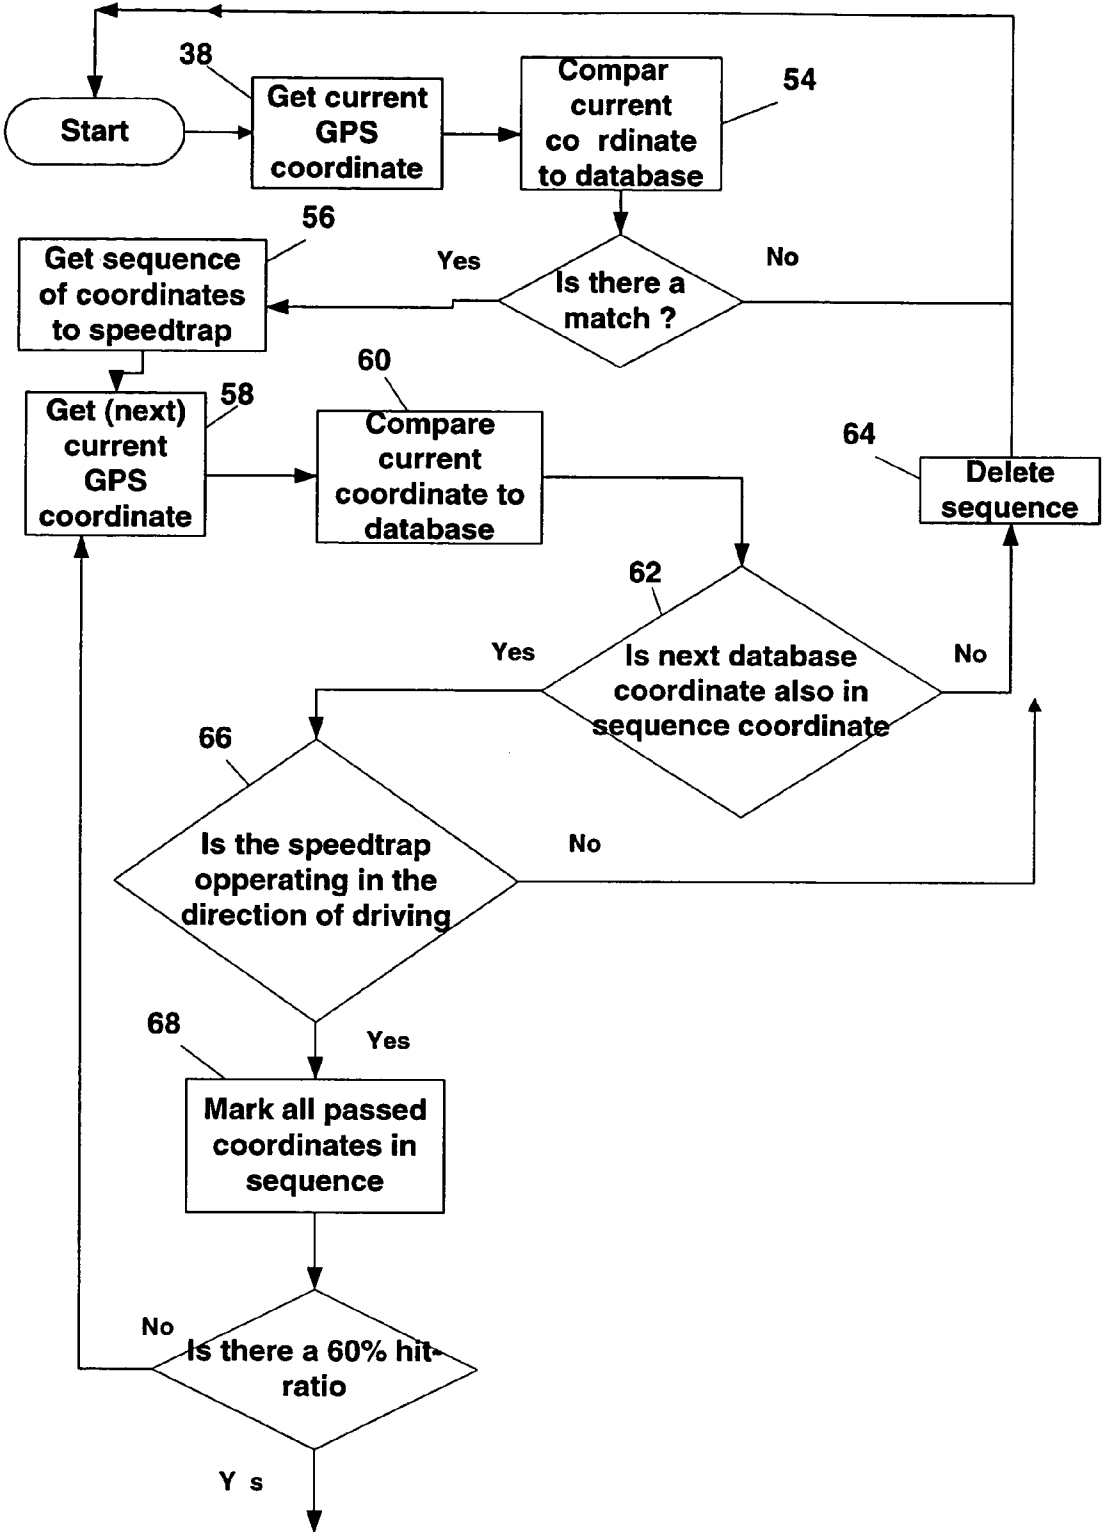 38
Start
Get current
GPS
coordinate
Compar
current
co rdinate
to database
54
56
Get sequence
of coordinates
to speedtrap
Yes
Is there a
match ?
No
58
Get (next)
current
GPS
coordinate
60
Compare
current
coordinate to
database
64
Delete
sequence
62
Yes
Is next database
coordinate also in
sequence coordinate
No
66
Is the speedtrap
opperating in the
direction of driving
No
68
Yes
Mark all passed
coordinates in
sequence
No
Is there a 60% hit-
ratio
Y s